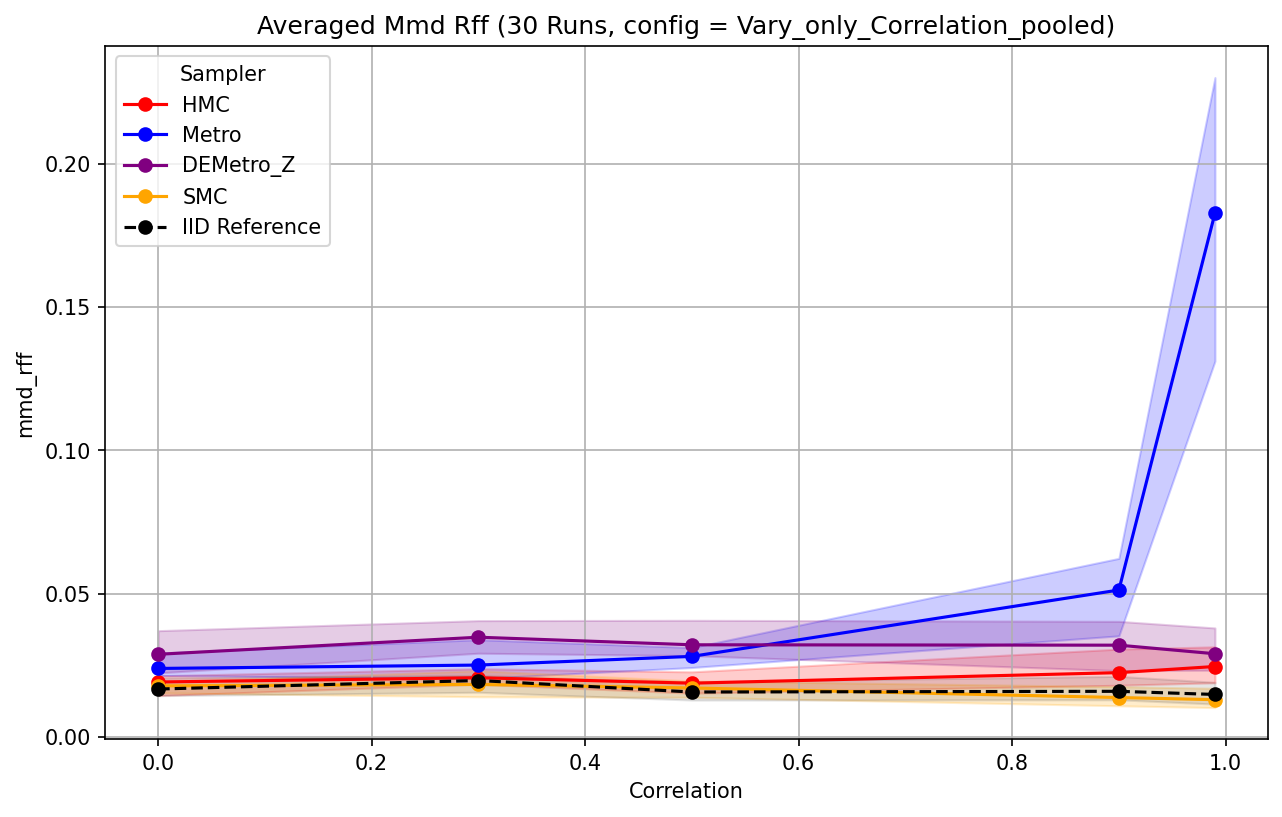 Averaged Mmd Rff (30 Runs, config = Vary_only_Correlation_pooled)
Sampler
HMC
Metro
DEMetro_Z
SMC
IID Reference
mmd_rff
0.20
0.15
0.10
0.05
0.00
0.0 0.2 0.4 0.6 0.8 1.0
Correlation